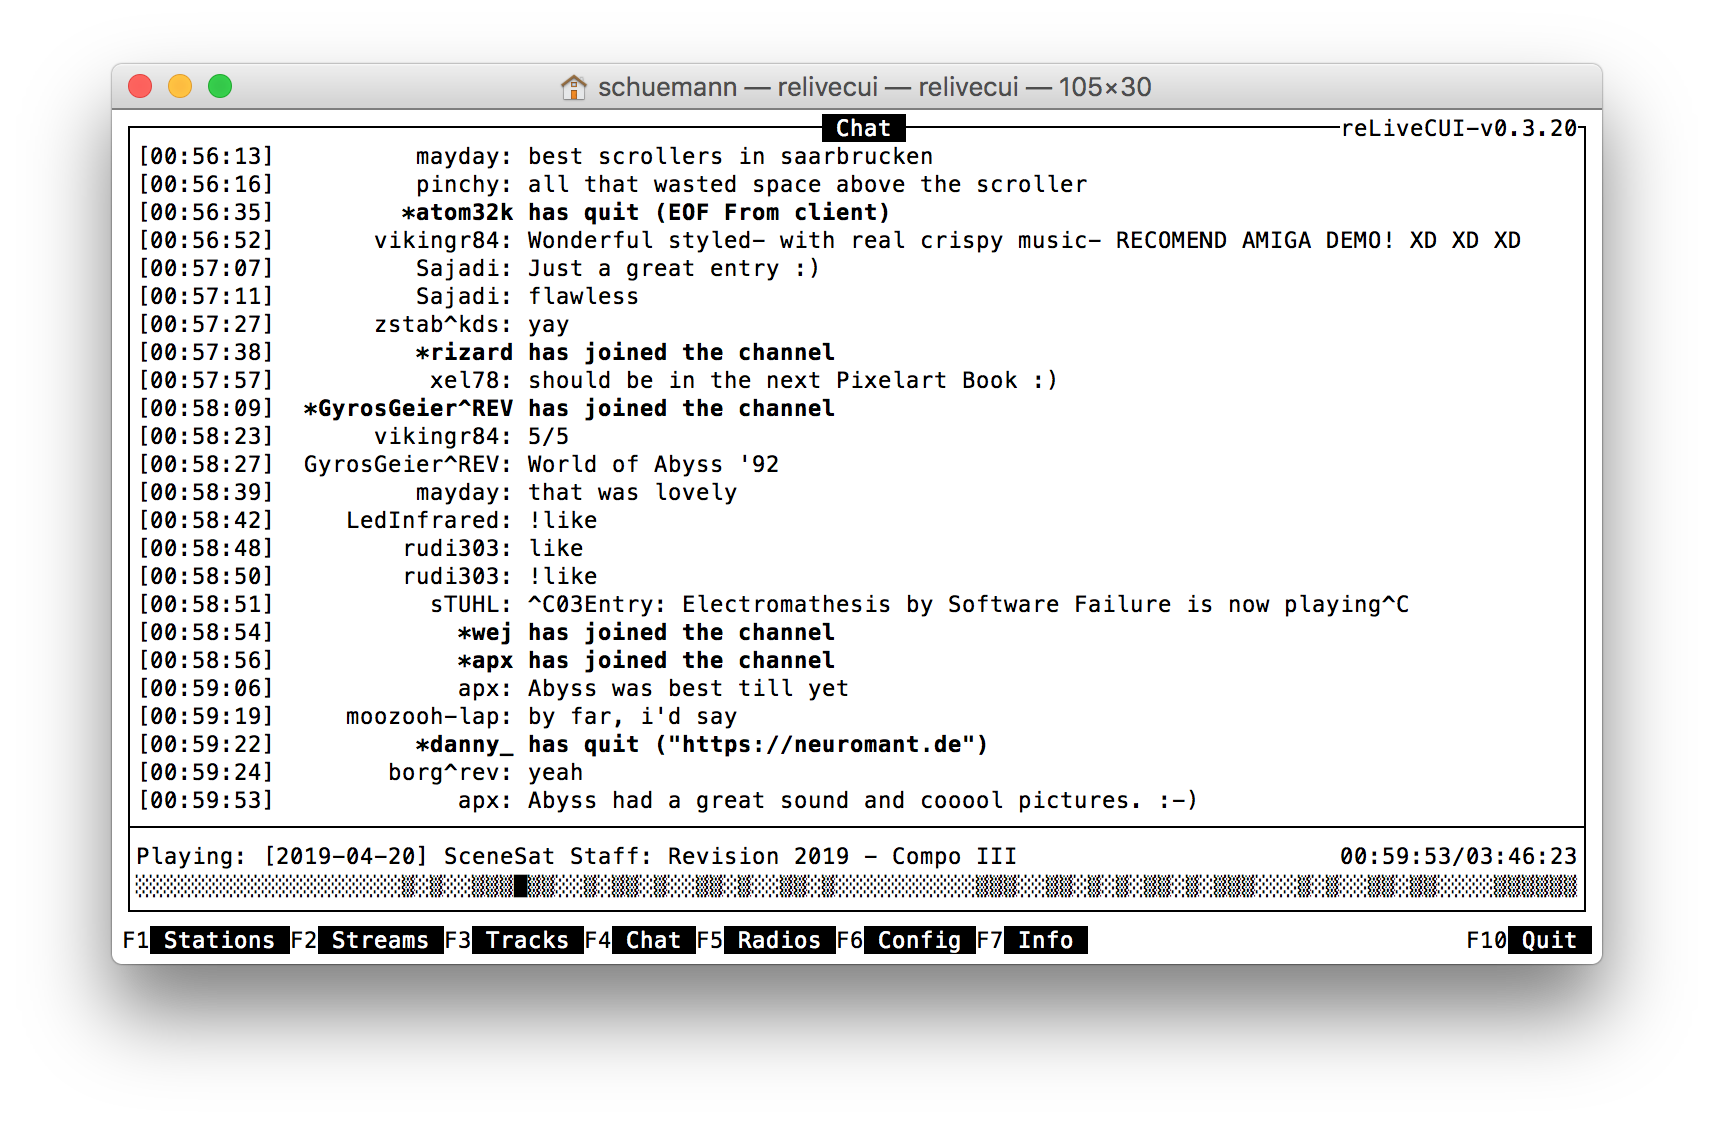 schuemann — relivecui — relivecui — 105×30
Chat reLiveCUI-v0.3.20
[00:56:13] mayday: best scrollers in saarbrucken
[00:56:16] pinchy: all that wasted space above the scroller
[00:56:35] *atom32k has quit (EOF From client)
[00:56:52] vikingr84: Wonderful styled- with real crispy music- RECOMEND AMIGA DEMO! XD XD XD
[00:57:07] Sajadi: Just a great entry :)
[00:57:11] Sajadi: flawless
[00:57:27] zstab^kds: yay
[00:57:38] *rizard has joined the channel
[00:57:57] xel78: should be in the next Pixelart Book :)
[00:58:09] *GyrosGeier^REV has joined the channel
[00:58:23] vikingr84: 5/5
[00:58:27] GyrosGeier^REV: World of Abyss '92
[00:58:39] mayday: that was lovely
[00:58:42] LedInfrared: !like
[00:58:48] rudi303: like
[00:58:50] rudi303: !like
[00:58:51] sTUHL: ^C03Entry: Electromathesis by Software Failure is now playing^C
[00:58:54] *wej has joined the channel
[00:58:56] *apx has joined the channel
[00:59:06] apx: Abyss was best till yet
[00:59:19] moozooh-lap: by far, i'd say
[00:59:22] *danny_ has quit ("https://neuromant.de")
[00:59:24] borg^rev: yeah
[00:59:53] apx: Abyss had a great sound and cooool pictures. :-)
Playing: [2019-04-20] SceneSat Staff: Revision 2019 - Compo III 00:59:53/03:46:23
F1 Stations F2 Streams F3 Tracks F4 Chat F5 Radios F6 Config F7 Info F10 Quit